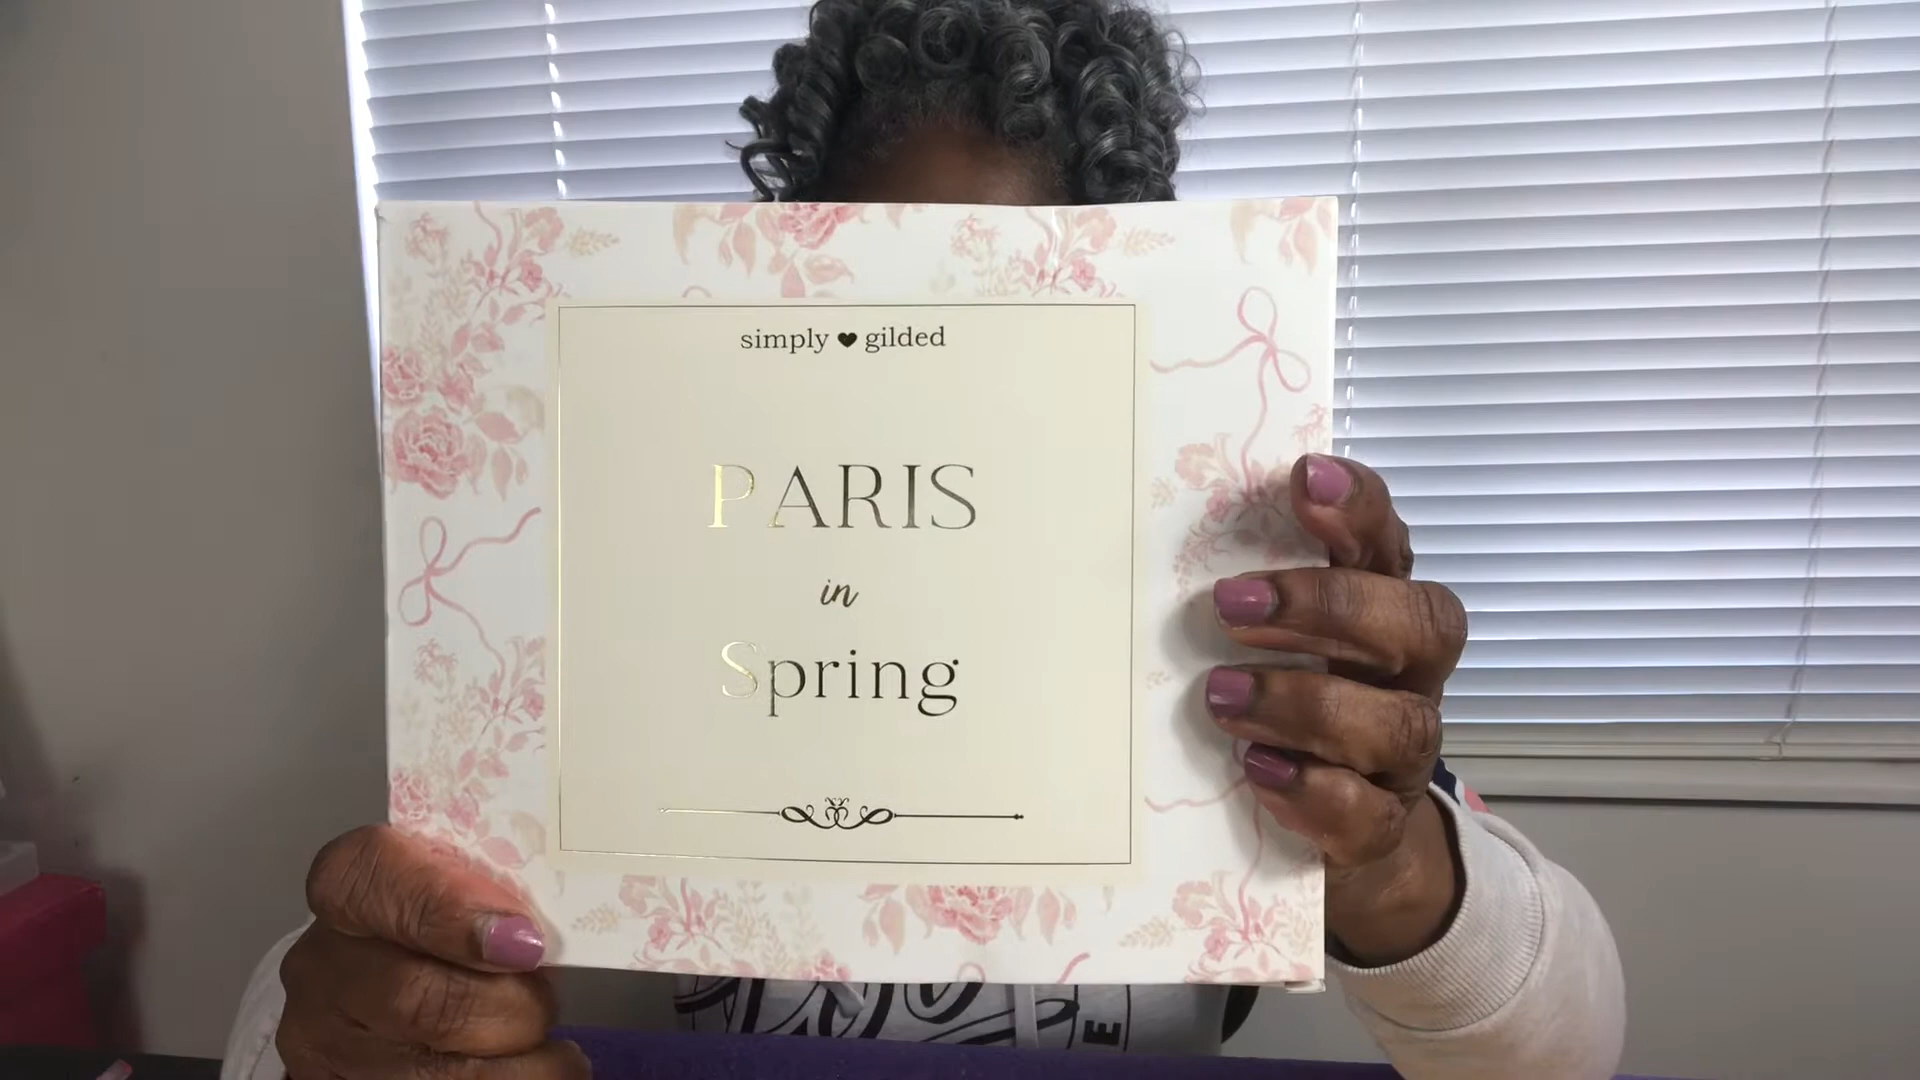 simply ♥ gilded
PARIS
in
Spring
E